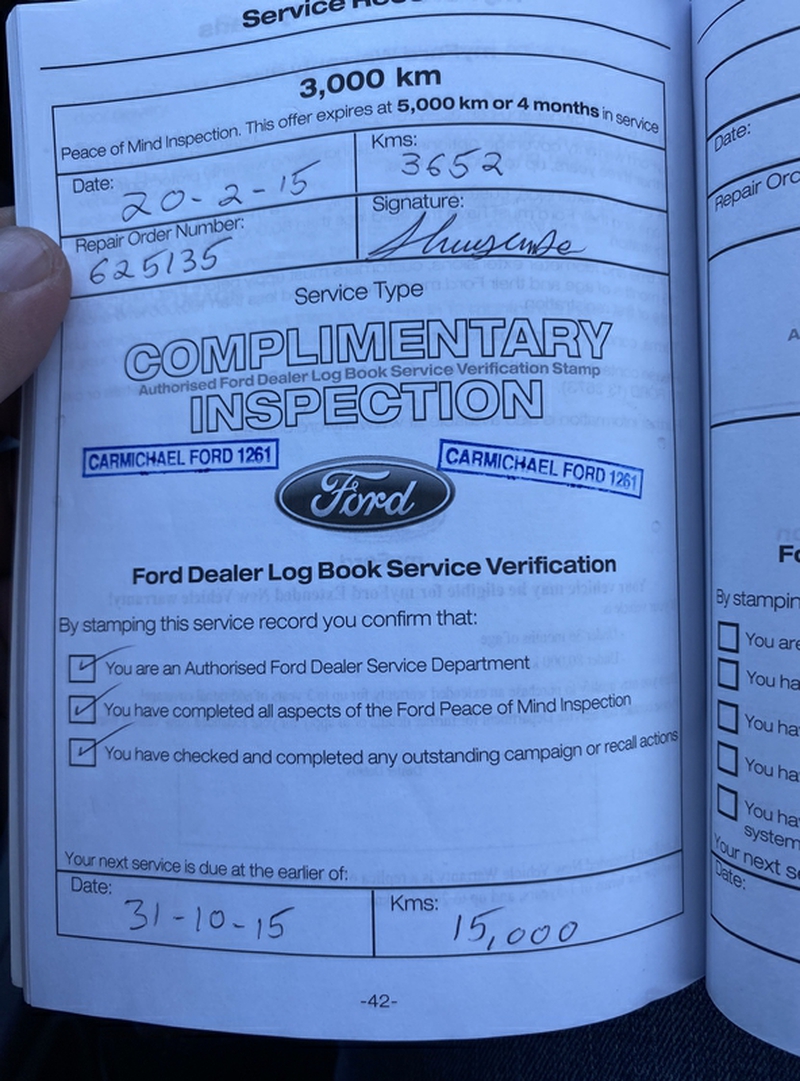 Service
3,000 km
Peace of Mind Inspection. This offer expires at 5,000 km or 4 months in service
Date:
20-2-15
Kms:
3652
Repair Order Number:
625135
Signature:
Service Type
COMPLIMENTARY
Authorised Ford Dealer Log Book Service Verification Stamp
INSPECTION
CARMICHAEL FORD 1261
CARMICHAEL FORD 1261
Ford
Ford Dealer Log Book Service Verification
By stamping this service record you confirm that:
You are an Authorised Ford Dealer Service Department
You have completed all aspects of the Ford Peace of Mind Inspection
You have checked and completed any outstanding campaign or recall actions
Your next service is due at the earlier of:
Date:
31-10-15
Kms:
15,000
-42-
Date:
Repair Orc
A
Fo
By stampin
You are
You ha
You ha
You ha
You ha
system
Your next se
Date: